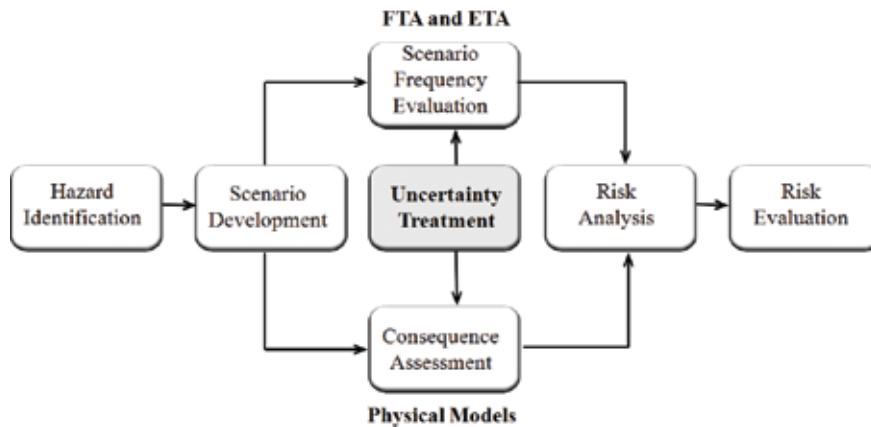 FTA and ETA
Scenario
Frequency
Evaluation
Hazard
Identification
Scenario
Development
Uncertainty
Treatment
Risk
Analysis
Risk
Evaluation
Consequence
Assessment
Physical Models